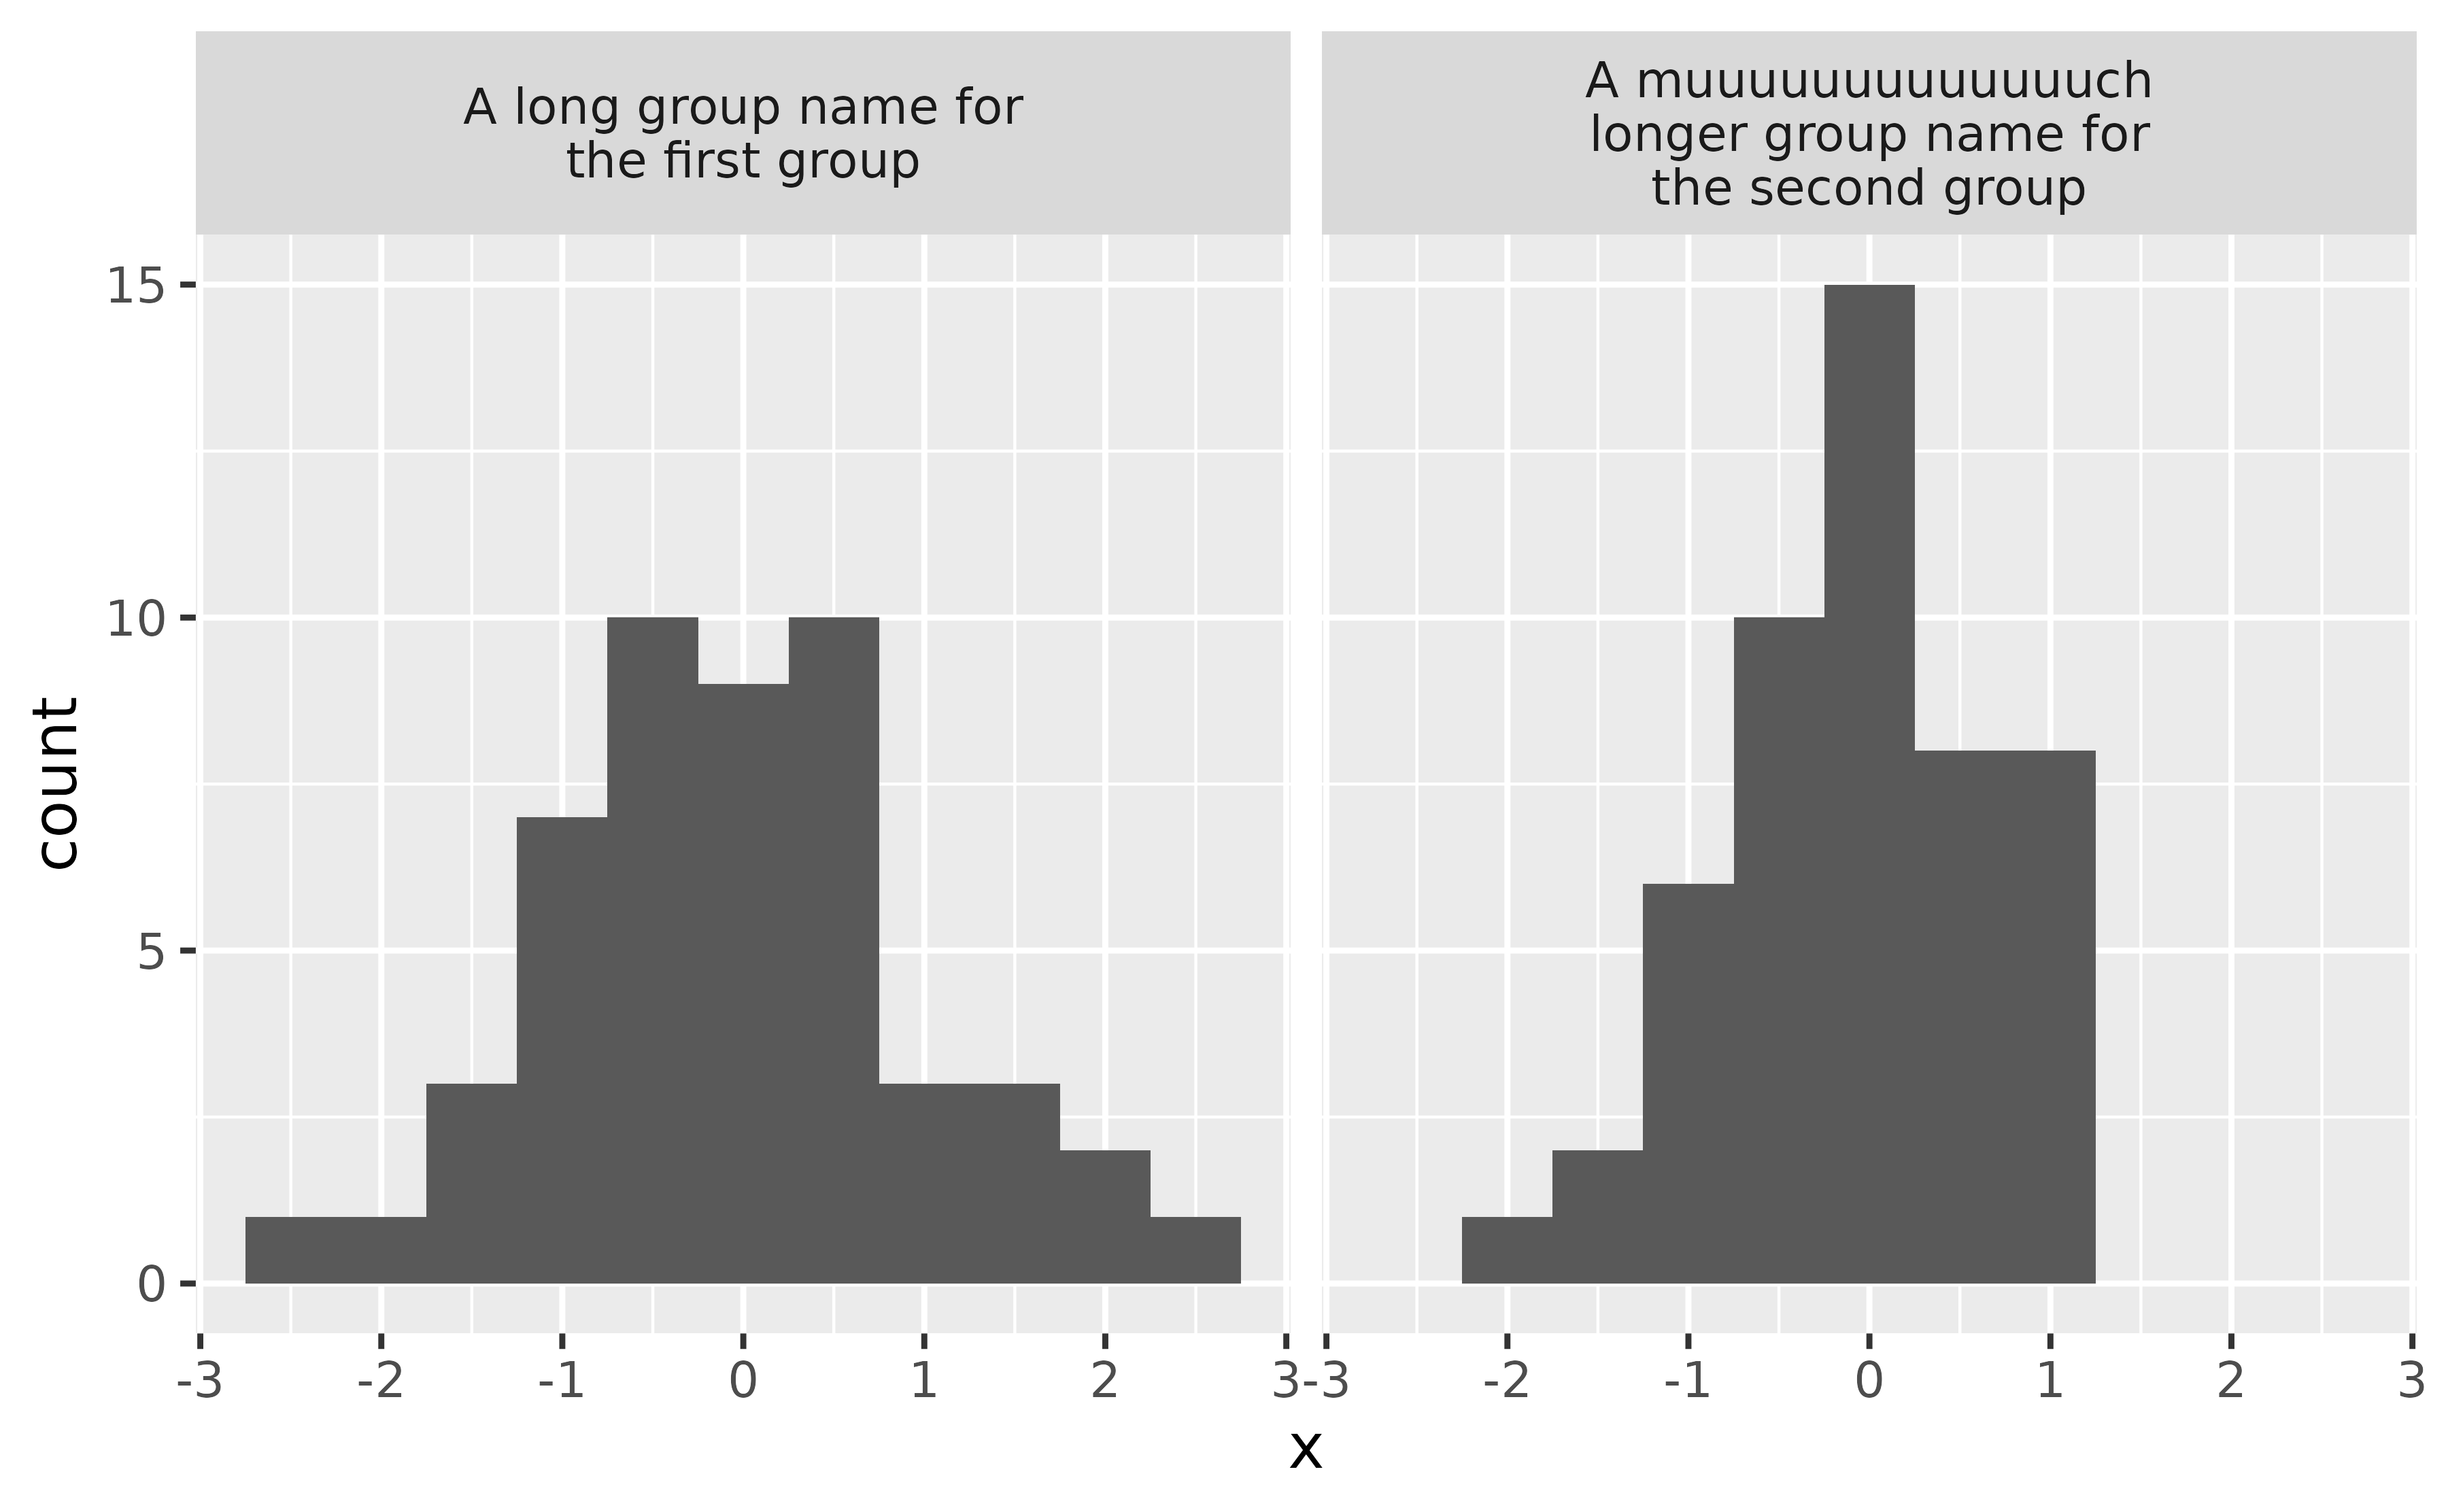 A long group name for
the first group
A muuuuuuuuuuuuuch
longer group name for
the second group
15
10
5
0
count
-3 -2 -1 0 1 2 3
-3 -2 -1 0 1 2 3
x